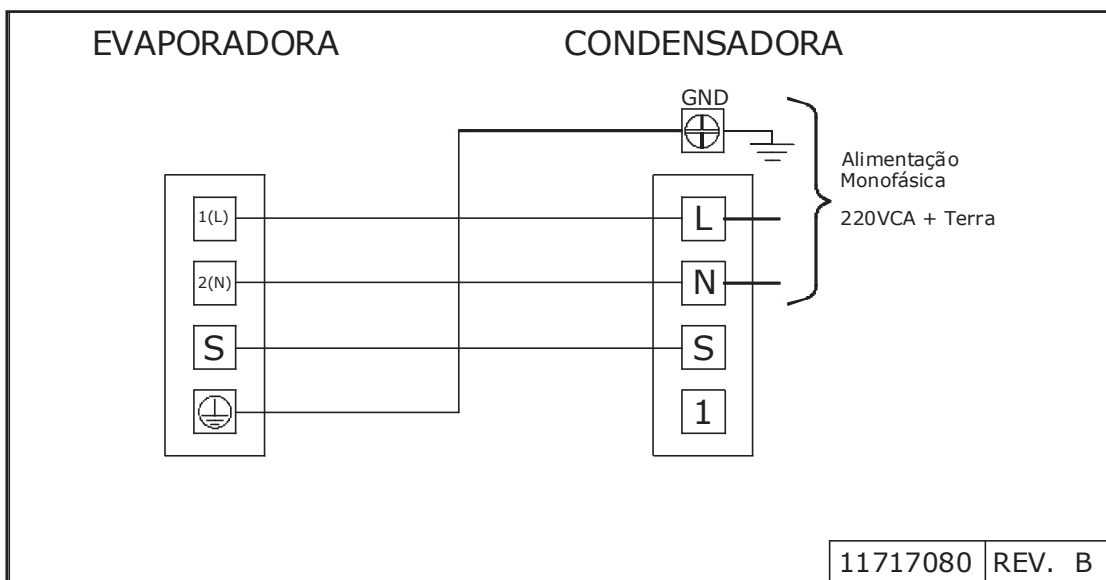 EVAPORADORA
CONDENSADORA
GND
Alimentação
Monofásica
220VCA + Terra
1(L)
L
2(N)
N
S
S
1
11717080 REV. B